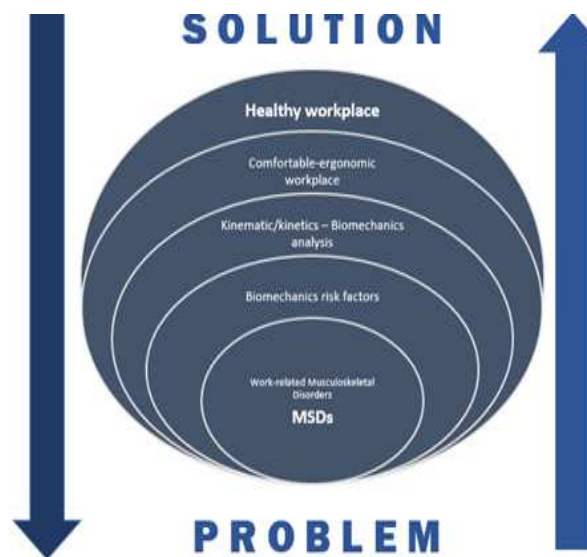 SOLUTION
Healthy workplace
Comfortable-ergonomic
workplace
Kinematic/kinetics – Biomechanics
analysis
Biomechanics risk factors
Work-related Musculoskeletal
Disorders
MSDs
PROBLEM